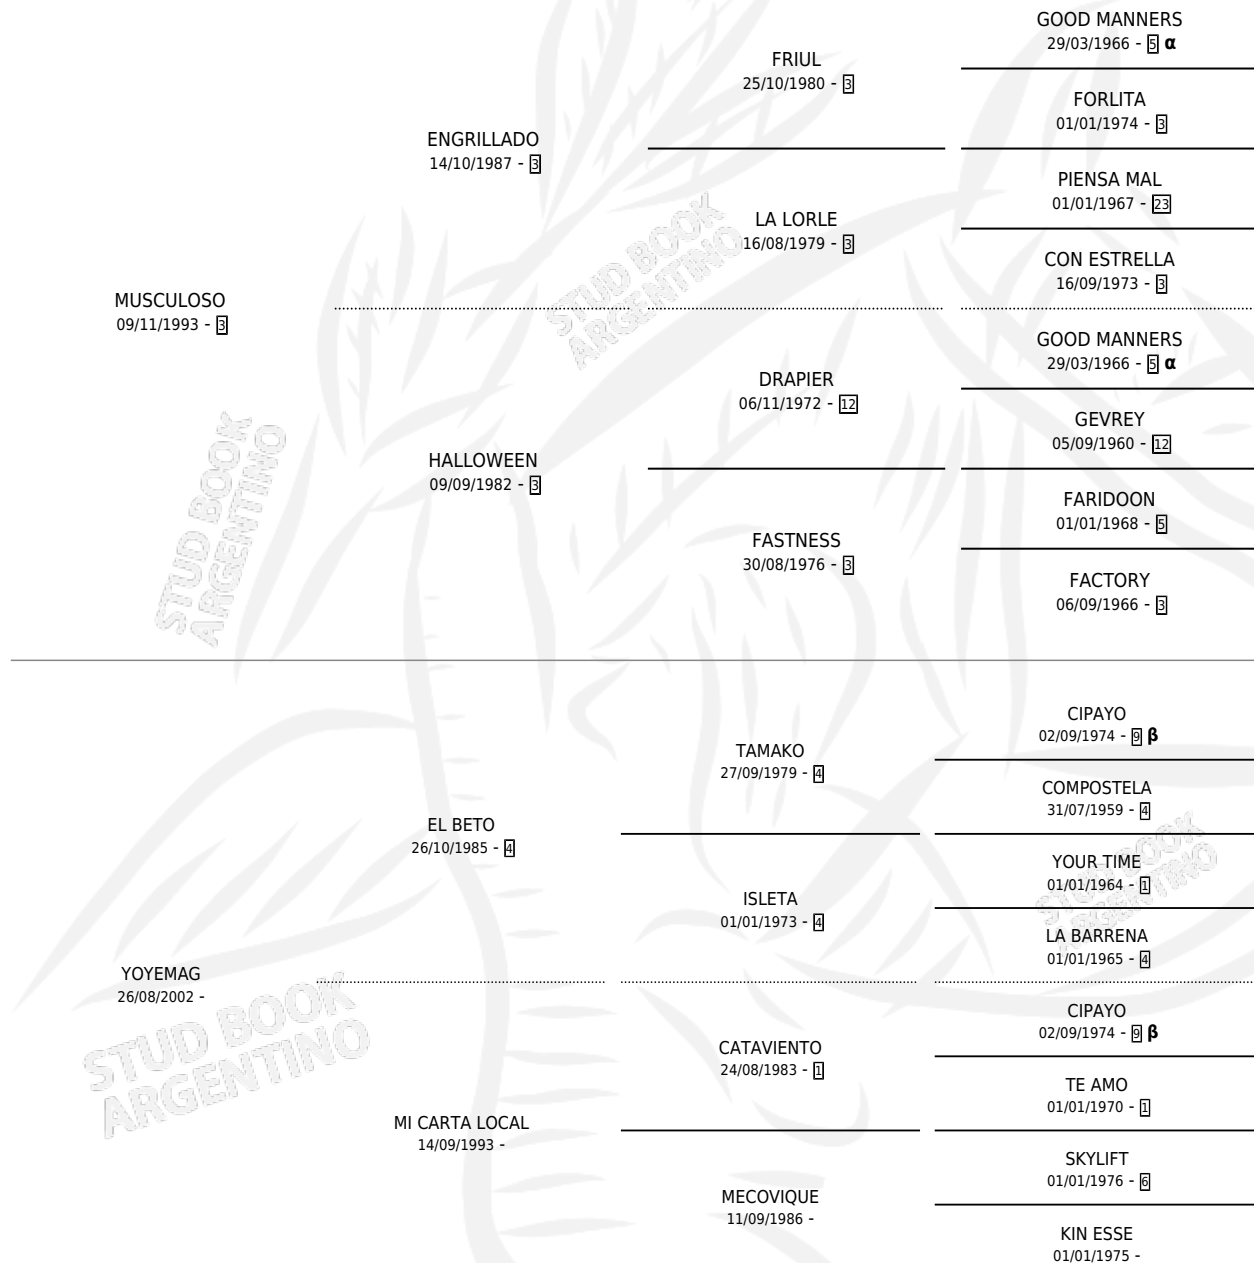 GOOD MANNERS
29/03/1966 - 5 α
FRIUL
25/10/1980 - 3
FORLITA
01/01/1974 - 3
ENGRILLADO
14/10/1987 - 3
PIENSA MAL
01/01/1967 - 23
LA LORLE
16/08/1979 - 3
CON ESTRELLA
16/09/1973 - 3
MUSCULOSO
09/11/1993 - 3
STUD BOOK
ARGENTINO
GOOD MANNERS
29/03/1966 - 5 α
DRAPIER
06/11/1972 - 12
GEVREY
05/09/1960 - 12
HALLOWEEN
09/09/1982 - 3
FARIDOON
01/01/1968 - 5
FASTNESS
30/08/1976 - 3
FACTORY
06/09/1966 - 3
STUD BOOK
ARGENTINO
CIPAYO
02/09/1974 - 9 β
TAMAKO
27/09/1979 - 4
COMPOSTELA
31/07/1959 - 4
EL BETO
26/10/1985 - 4
YOUR TIME
01/01/1964 - 1
ISLETA
01/01/1973 - 4
LA BARRENA
01/01/1965 - 4
STUD BOOK
ARGENTINO
YOYEMAG
26/08/2002 -
STUD BOOK
ARGENTINO
CIPAYO
02/09/1974 - 9 β
CATAVIENTO
24/08/1983 - 1
TE AMO
01/01/1970 - 1
MI CARTA LOCAL
14/09/1993 -
SKYLIFT
01/01/1976 - 6
MECOVIQUE
11/09/1986 -
KIN ESSE
01/01/1975 -